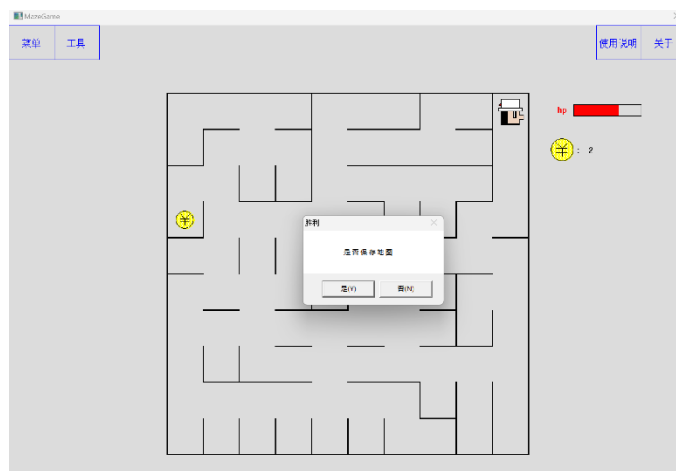 MazeGame
菜单 工具 使用说明 关于
hp
¥: 2
胜利
是否保存地图
是(Y) 否(N)